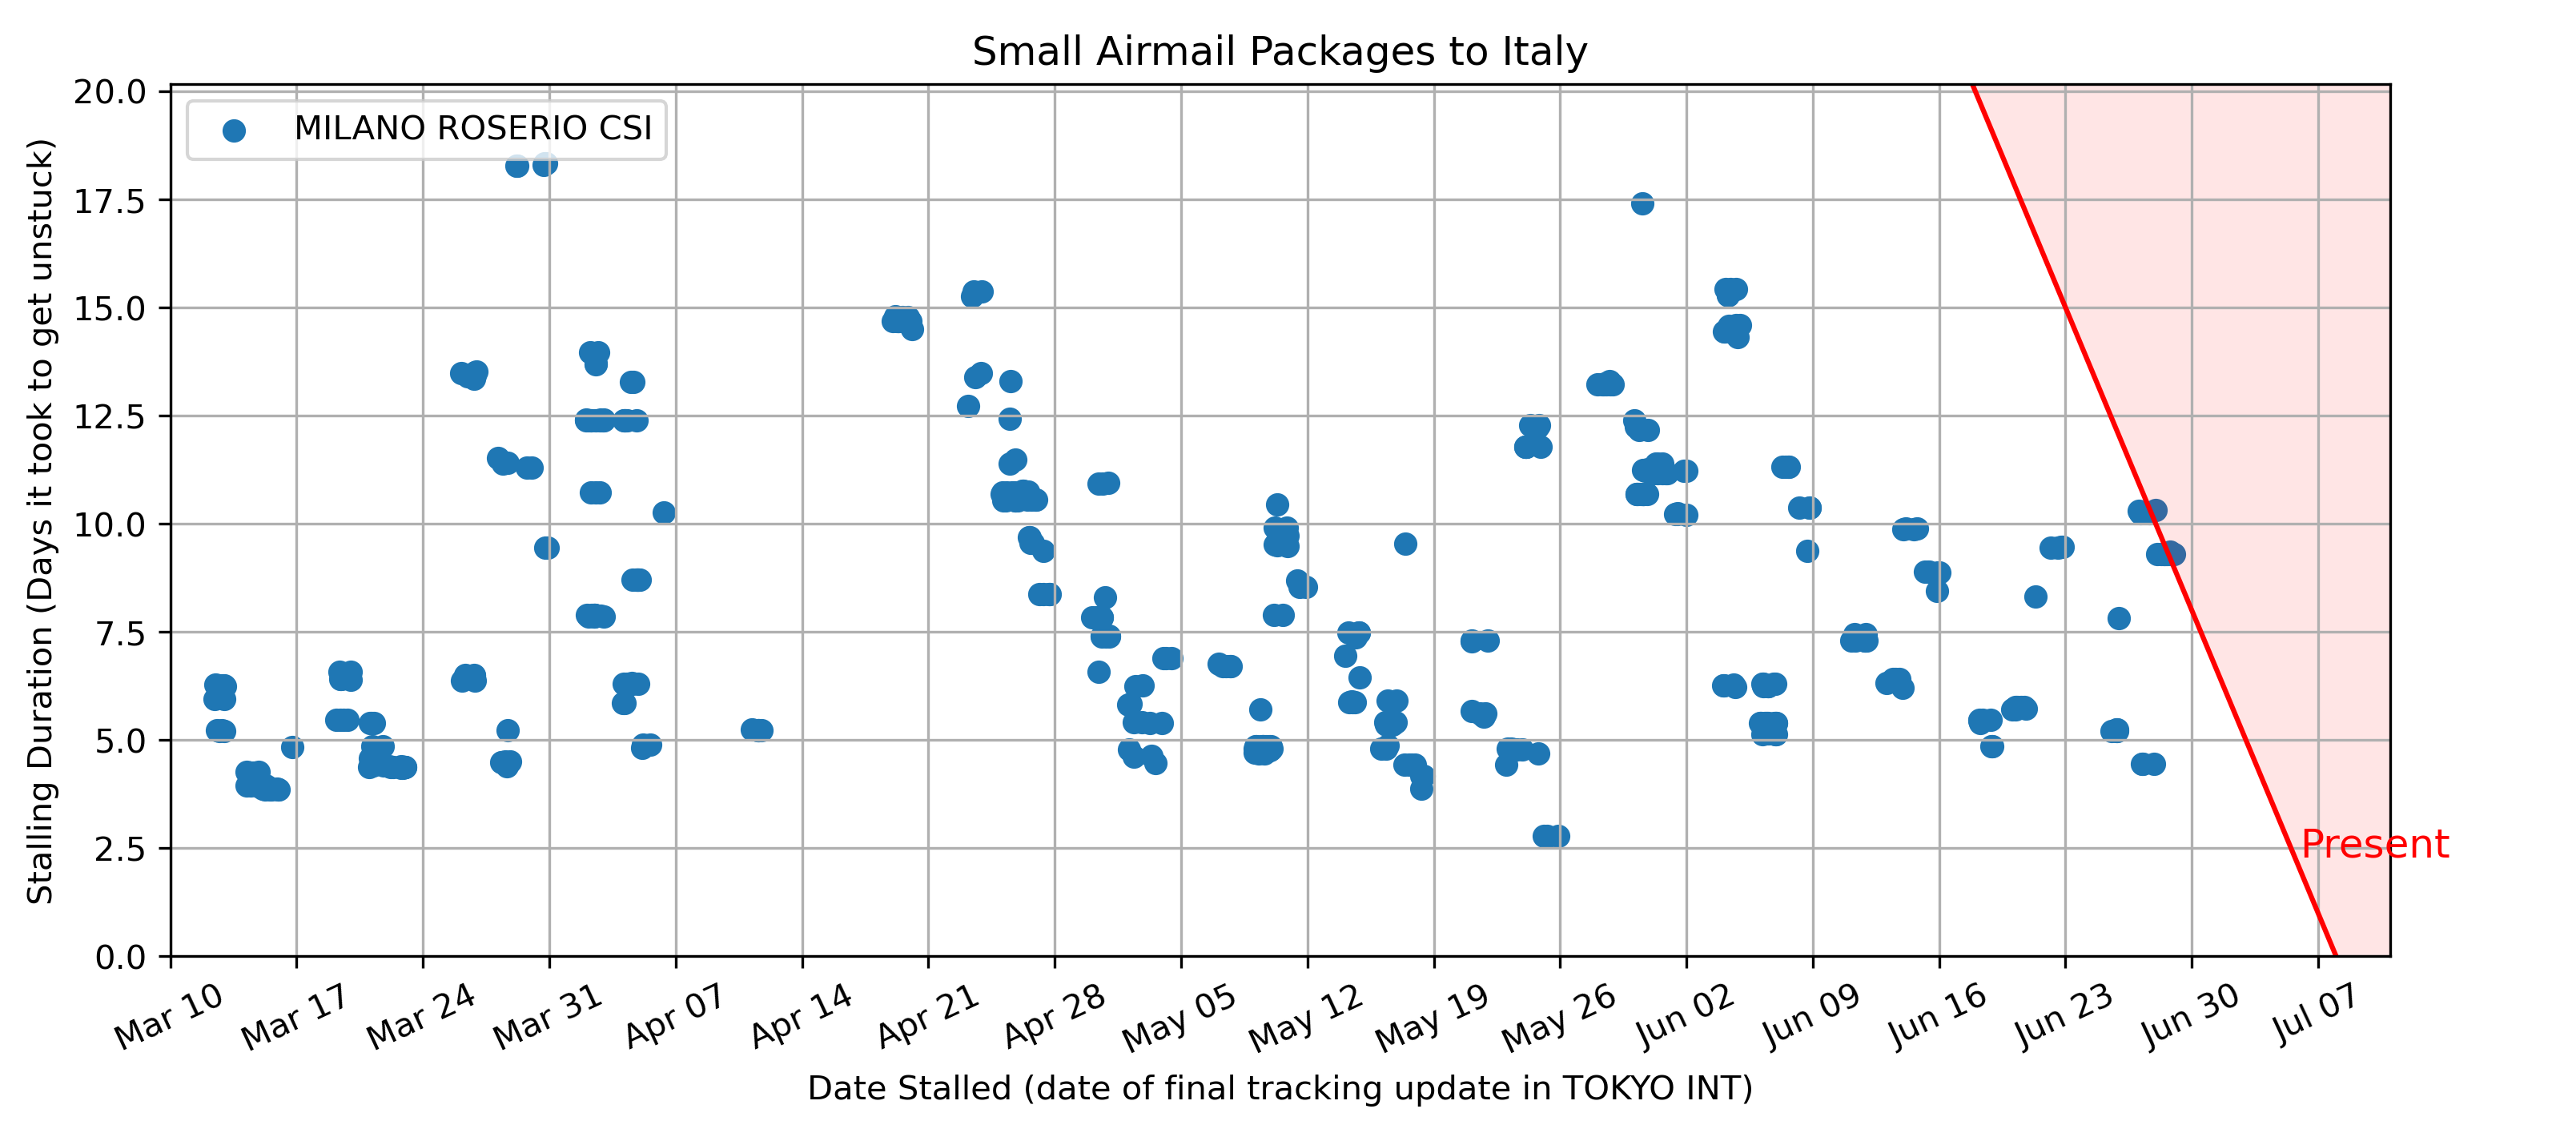 Small Airmail Packages to Italy
MILANO ROSERIO CSI
Stalling Duration (Days it took to get unstuck)
20.0
17.5
15.0
12.5
10.0
7.5
5.0
2.5
0.0
Present
Mar 10
Mar 17
Mar 24
Mar 31
Apr 07
Apr 14
Apr 21
Apr 28
May 05
May 12
May 19
May 26
Jun 02
Jun 09
Jun 16
Jun 23
Jun 30
Jul 07
Date Stalled (date of final tracking update in TOKYO INT)